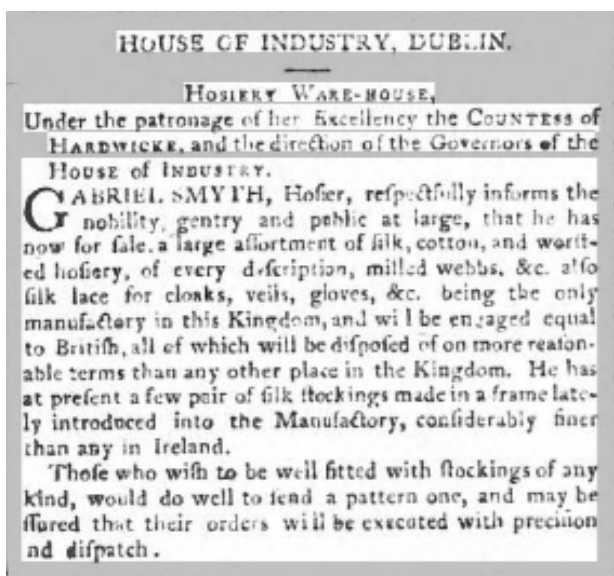 HOUSE OF INDUSTRY, DUBLIN.
HOSIERY WARE-HOUSE,
Under the patronage of her Excellency the COUNTESS of
HARDWICKE, and the direction of the Governors of the
HOUSE of INDUSTRY.
GABRIEL SMYTH, Hosier, reſpectfully informs the
nobility, gentry and public at large, that he has
now for ſale, a large aſſortment of ſilk, cotton, and worſt-
ed hoſiery, of every deſcription, milled webbs, &c. alſo
ſilk lace for cloaks, veils, gloves, &c. being the only
manufactory in this Kingdom, and will be engaged equal
to Britiſh, all of which will be diſpoſed of on more reaſon-
able terms than any other place in the Kingdom. He has
at preſent a few pair of ſilk ſtockings made in a frame late-
ly introduced into the Manufactory, conſiderably finer
than any in Ireland.
Thoſe who wiſh to be well fitted with ſtockings of any
kind, would do well to ſend a pattern one, and may be
ſſured that their orders will be executed with preciſion
nd diſpatch.